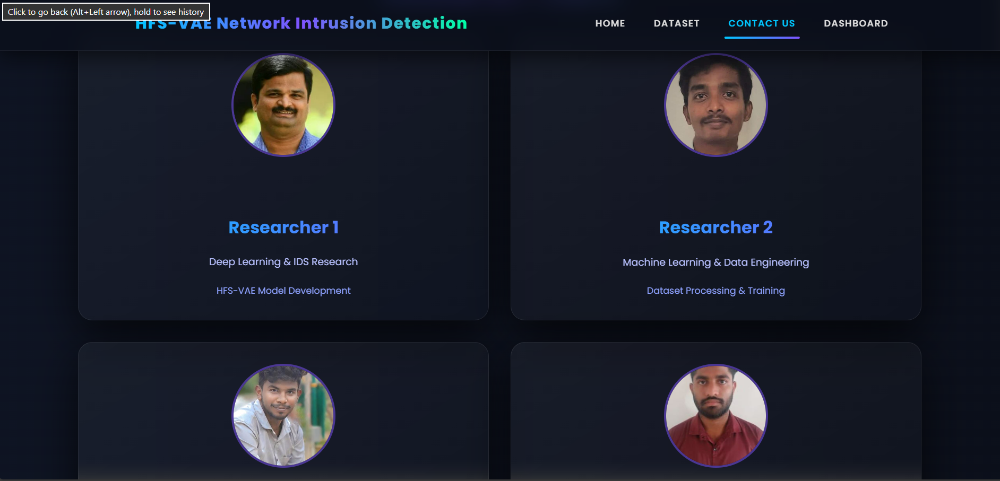 Click to go back (Alt+Left arrow), hold to see history
HFS-VAE Network Intrusion Detection
HOME
DATASET
CONTACT US
DASHBOARD
Researcher 1
Deep Learning & IDS Research
HFS-VAE Model Development
Researcher 2
Machine Learning & Data Engineering
Dataset Processing & Training